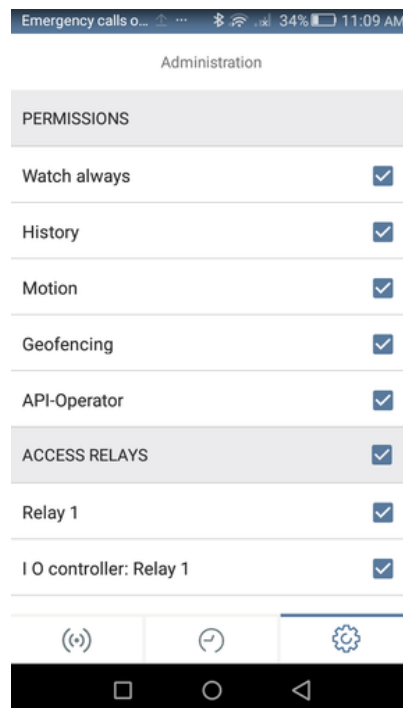 Emergency calls o... ... 34% 11:09 AM
Administration
PERMISSIONS
Watch always
History
Motion
Geofencing
API-Operator
ACCESS RELAYS
Relay 1
I O controller: Relay 1